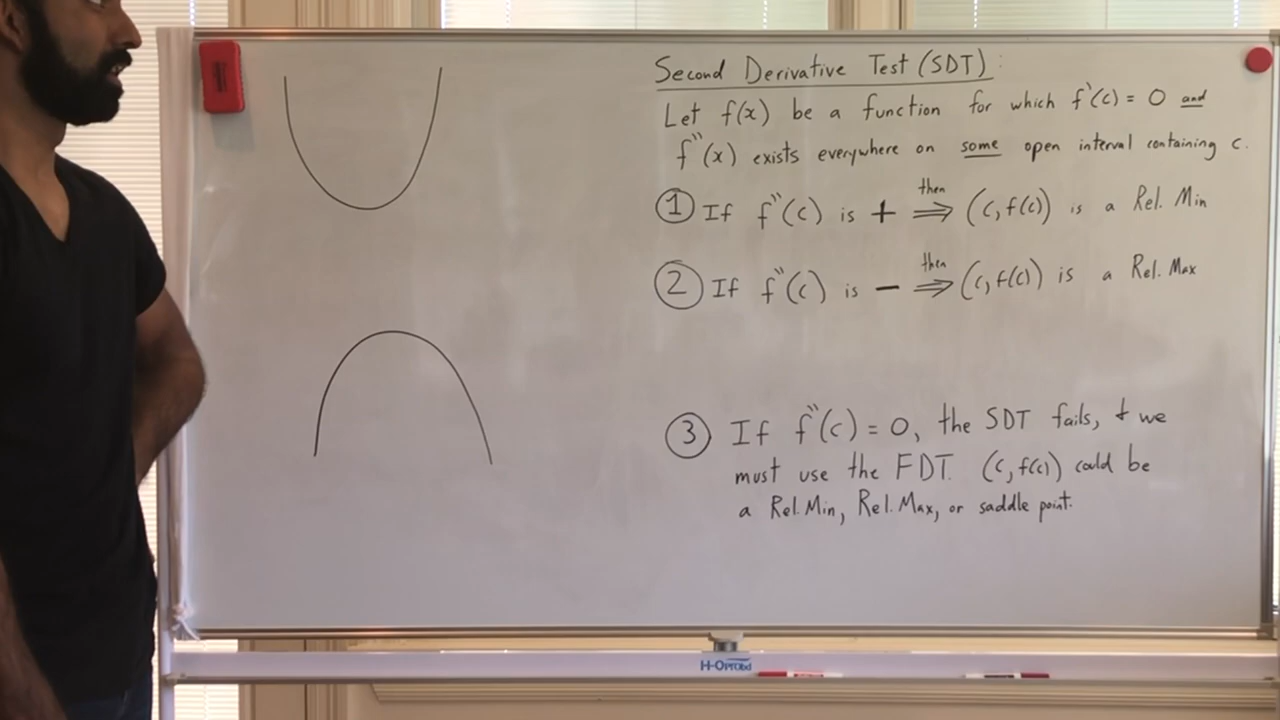 Second Derivative Test (SDT):
Let f(x) be a function for which f'(c) = 0 and
f''(x) exists everywhere on some open interval containing c.
① If f''(c) is + ⟹ then (c, f(c)) is a Rel. Min
② If f''(c) is − ⟹ then (c, f(c)) is a Rel. Max
③ If f''(c) = 0, the SDT fails, + we
must use the FDT. (c, f(c)) could be
a Rel. Min, Rel. Max, or saddle point.